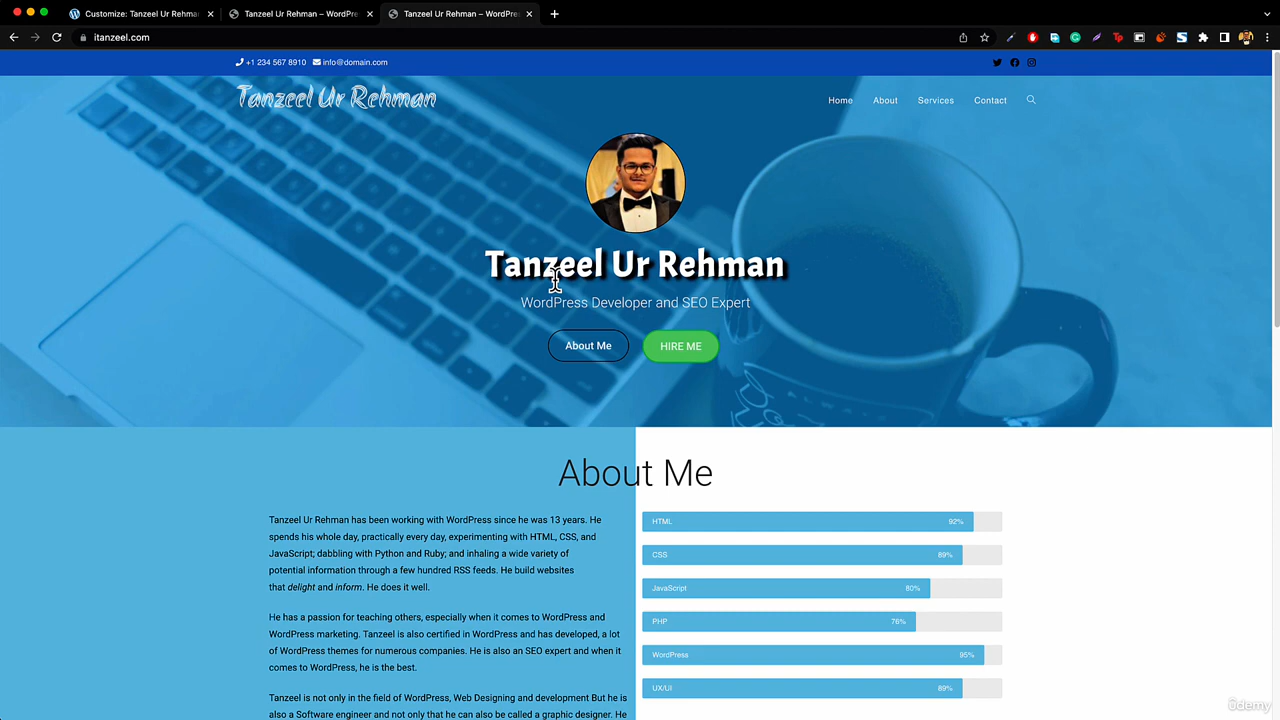 Customize: Tanzeel Ur Rehma
Tanzeel Ur Rehman – WordPre
Tanzeel Ur Rehman – WordPre
itanzeel.com
+1 234 567 8910 info@domain.com
Tanzeel Ur Rehman
Home About Services Contact
Tanzeel Ur Rehman
WordPress Developer and SEO Expert
About Me HIRE ME
About Me
Tanzeel Ur Rehman has been working with WordPress since he was 13 years. He
spends his whole day, practically every day, experimenting with HTML, CSS, and
JavaScript; dabbling with Python and Ruby; and inhaling a wide variety of
potential information through a few hundred RSS feeds. He build websites
that delight and inform. He does it well.
He has a passion for teaching others, especially when it comes to WordPress and
WordPress marketing. Tanzeel is also certified in WordPress and has developed, a lot
of WordPress themes for numerous companies. He is also an SEO expert and when it
comes to WordPress, he is the best.
Tanzeel is not only in the field of WordPress, Web Designing and development But he is
also a Software engineer and not only that he can also be called a graphic designer. He
HTML 92%
CSS 89%
JavaScript 80%
PHP 76%
WordPress 95%
UX/UI 89%
ûdemy